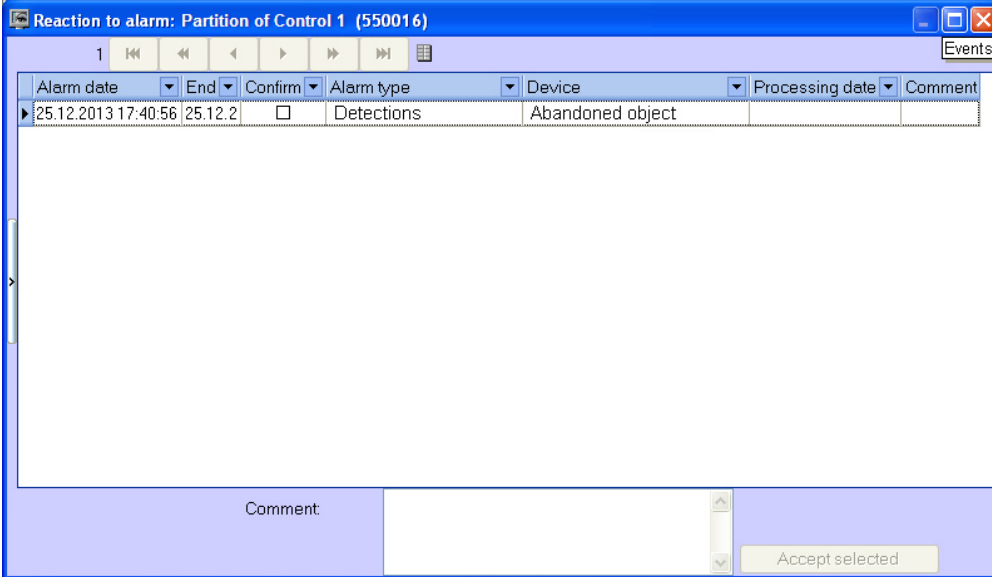 Reaction to alarm: Partition of Control 1 (550016)
1
Events
Alarm date End Confirm Alarm type Device Processing date Comment
25.12.2013 17:40:56 25.12.2 Detections Abandoned object
Comment:
Accept selected